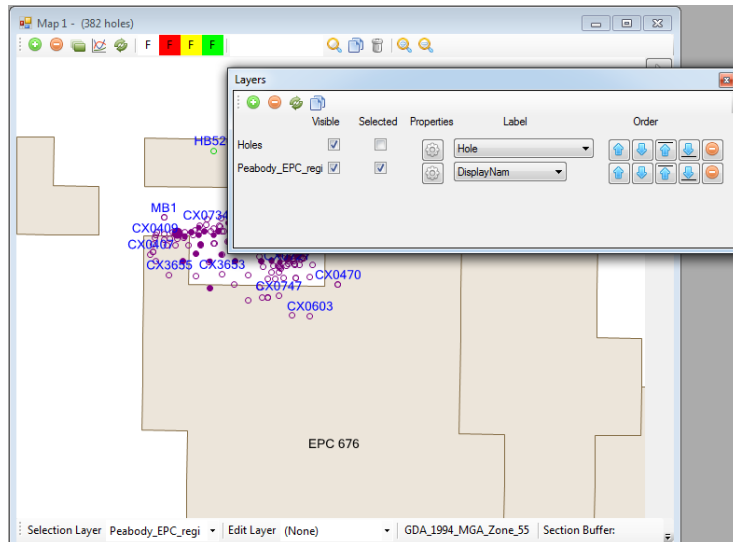 Map 1 - (382 holes)
F F F F
Layers
Visible Selected Properties Label Order
Holes Hole
Peabody_EPC_regi DisplayNam
HB52
MB1
CX0734
CX0409
CX0407
CX3655 CX3653
CX0470
CX0747
CX0603
EPC 676
Selection Layer Peabody_EPC_regi Edit Layer (None) GDA_1994_MGA_Zone_55 Section Buffer: